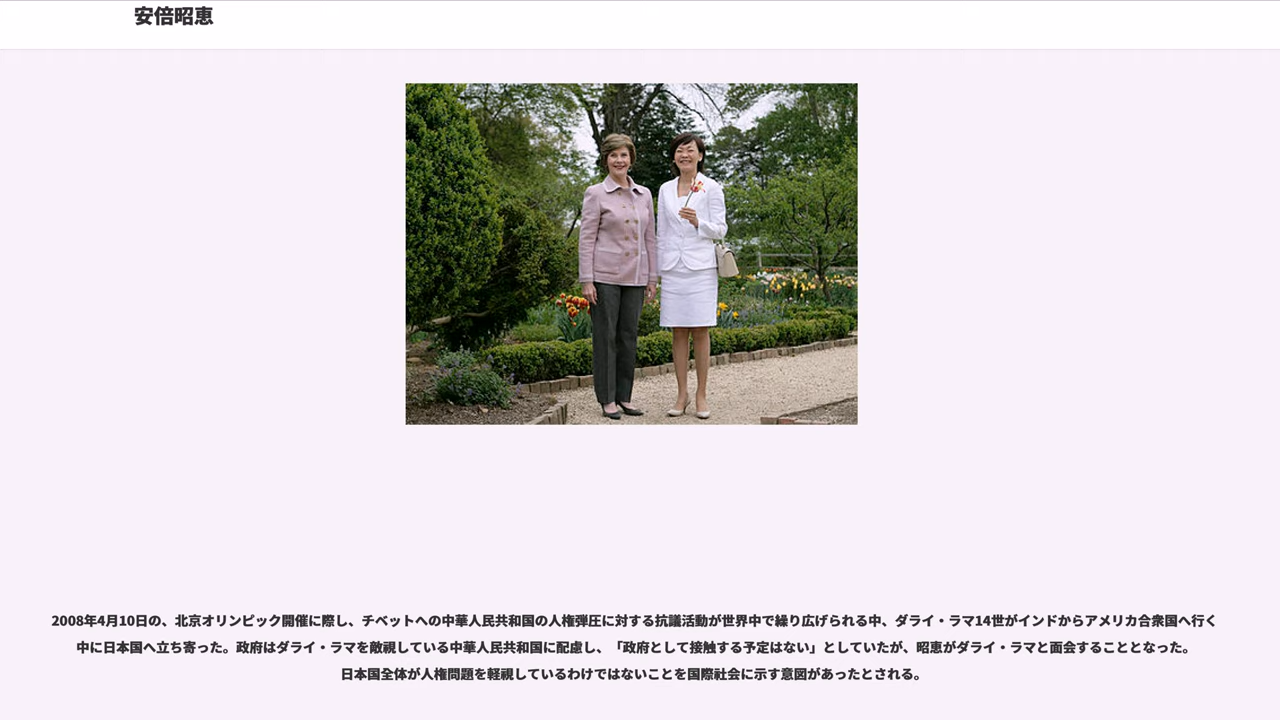 安倍昭恵
2008年4月10日の、北京オリンピック開催に際し、チベットへの中華人民共和国の人権弾圧に対する抗議活動が世界中で繰り広げられる中、ダライ・ラマ14世がインドからアメリカ合衆国へ行く
中に日本国へ立ち寄った。政府はダライ・ラマを敵視している中華人民共和国に配慮し、「政府として接触する予定はない」としていたが、昭恵がダライ・ラマと面会することとなった。
日本国全体が人権問題を軽視しているわけではないことを国際社会に示す意図があったとされる。